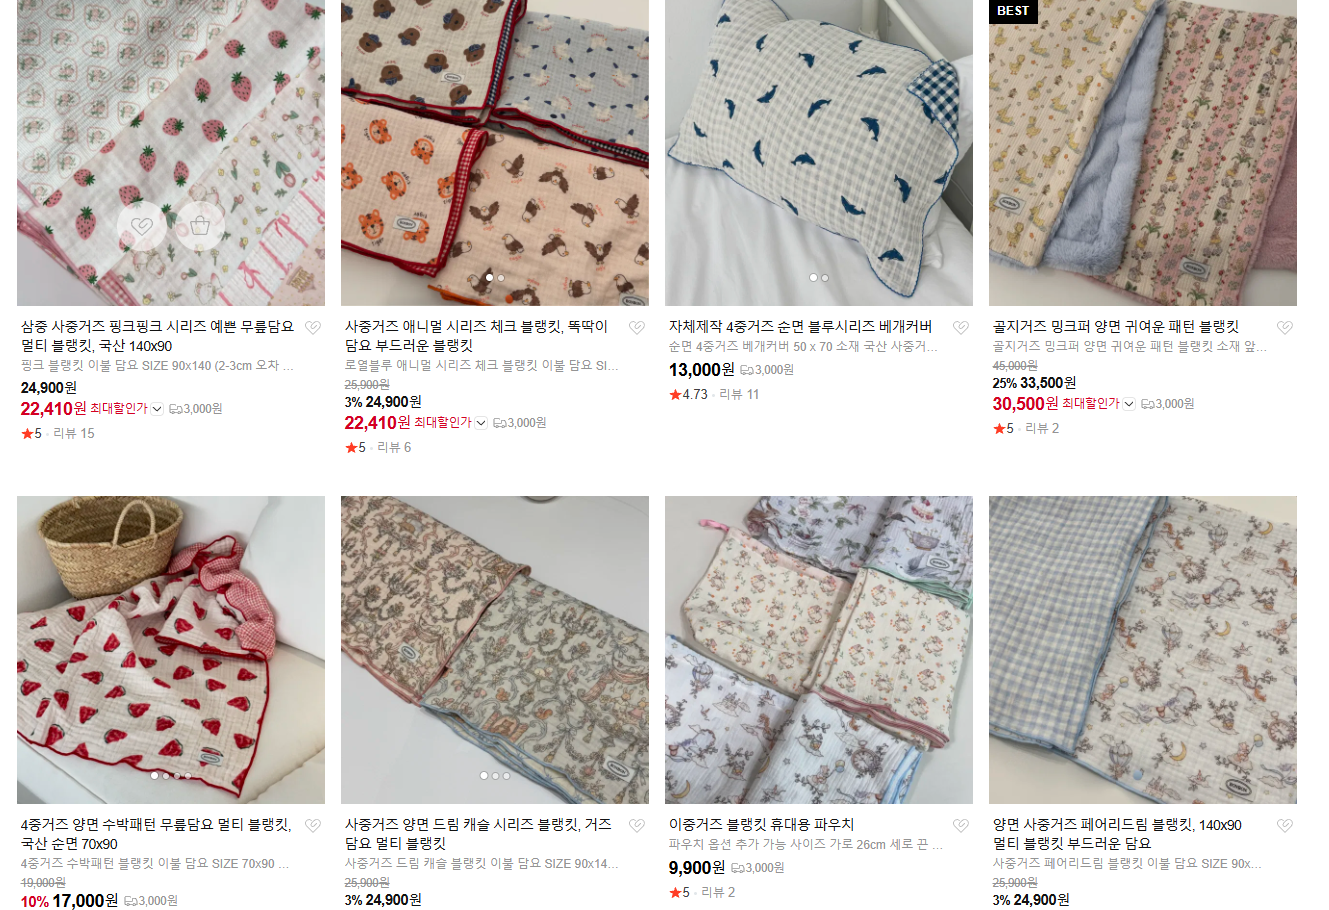 BEST
삼중 사중거즈 핑크핑크 시리즈 예쁜 무릎담요
멀티 블랭킷, 국산 140x90
핑크 블랭킷 이불 담요 SIZE 90x140 (2-3cm 오차 ...
24,900원
22,410원 최대할인가 3,000원
★5 · 리뷰 15
사중거즈 애니멀 시리즈 체크 블랭킷, 똑딱이
담요 부드러운 블랭킷
로열블루 애니멀 시리즈 체크 블랭킷 이불 담요 SI...
25,900원
3% 24,900원
22,410원 최대할인가 3,000원
★5 · 리뷰 6
자체제작 4중거즈 순면 블루시리즈 베개커버
순면 4중거즈 베개커버 50 x 70 소재 국산 사중거...
13,000원 3,000원
★4.73 · 리뷰 11
골지거즈 밍크퍼 양면 귀여운 패턴 블랭킷
골지거즈 밍크퍼 양면 귀여운 패턴 블랭킷 소재 앞...
45,000원
25% 33,500원
30,500원 최대할인가 3,000원
★5 · 리뷰 2
4중거즈 양면 수박패턴 무릎담요 멀티 블랭킷,
국산 순면 70x90
4중거즈 수박패턴 블랭킷 이불 담요 SIZE 70x90 ...
19,000원
10% 17,000원 3,000원
사중거즈 양면 드림 캐슬 시리즈 블랭킷, 거즈
담요 멀티 블랭킷
사중거즈 드림 캐슬 블랭킷 이불 담요 SIZE 90x14...
25,900원
3% 24,900원
이중거즈 블랭킷 휴대용 파우치
파우치 옵션 추가 가능 사이즈 가로 26cm 세로 끈 ...
9,900원 3,000원
★5 · 리뷰 2
양면 사중거즈 페어리드림 블랭킷, 140x90
멀티 블랭킷 부드러운 담요
사중거즈 페어리드림 블랭킷 이불 담요 SIZE 90x...
25,900원
3% 24,900원